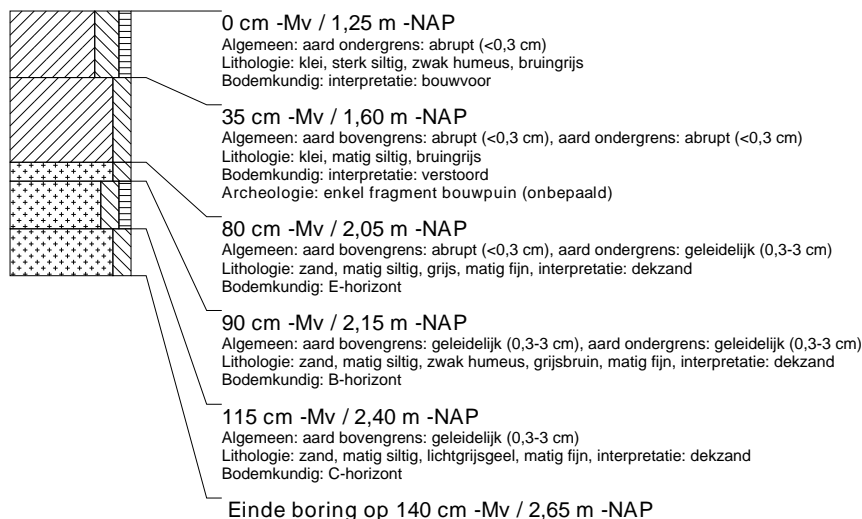 0 cm -Mv / 1,25 m -NAP
Algemeen: aard ondergrens: abrupt (<0,3 cm)
Lithologie: klei, sterk siltig, zwak humeus, bruingrijs
Bodemkundig: interpretatie: bouwvoor
35 cm -Mv / 1,60 m -NAP
Algemeen: aard bovengrens: abrupt (<0,3 cm), aard ondergrens: abrupt (<0,3 cm)
Lithologie: klei, matig siltig, bruingrijs
Bodemkundig: interpretatie: verstoord
Archeologie: enkel fragment bouwpuin (onbepaald)
80 cm -Mv / 2,05 m -NAP
Algemeen: aard bovengrens: abrupt (<0,3 cm), aard ondergrens: geleidelijk (0,3-3 cm)
Lithologie: zand, matig siltig, grijs, matig fijn, interpretatie: dekzand
Bodemkundig: E-horizont
90 cm -Mv / 2,15 m -NAP
Algemeen: aard bovengrens: geleidelijk (0,3-3 cm), aard ondergrens: geleidelijk (0,3-3 cm)
Lithologie: zand, matig siltig, zwak humeus, grijsbruin, matig fijn, interpretatie: dekzand
Bodemkundig: B-horizont
115 cm -Mv / 2,40 m -NAP
Algemeen: aard bovengrens: geleidelijk (0,3-3 cm)
Lithologie: zand, matig siltig, lichtgrijsgeel, matig fijn, interpretatie: dekzand
Bodemkundig: C-horizont
Einde boring op 140 cm -Mv / 2,65 m -NAP